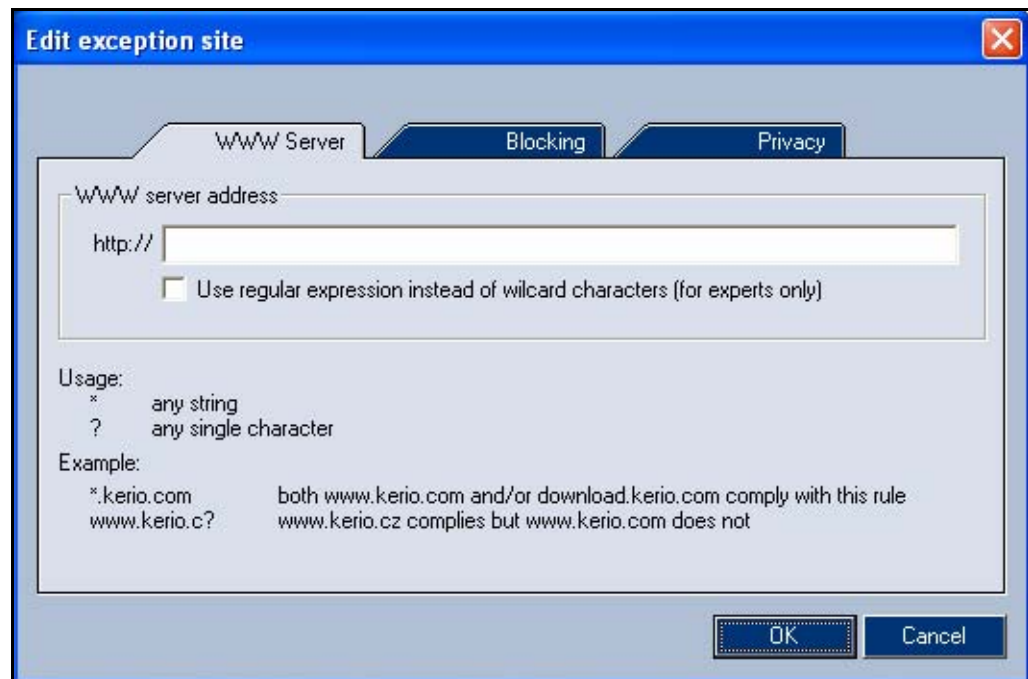 Edit exception site
WWW Server Blocking Privacy
WWW server address
http://
Use regular expression instead of wilcard characters (for experts only)
Usage:
* any string
? any single character
Example:
*.kerio.com both www.kerio.com and/or download.kerio.com comply with this rule
www.kerio.c? www.kerio.cz complies but www.kerio.com does not
OK Cancel